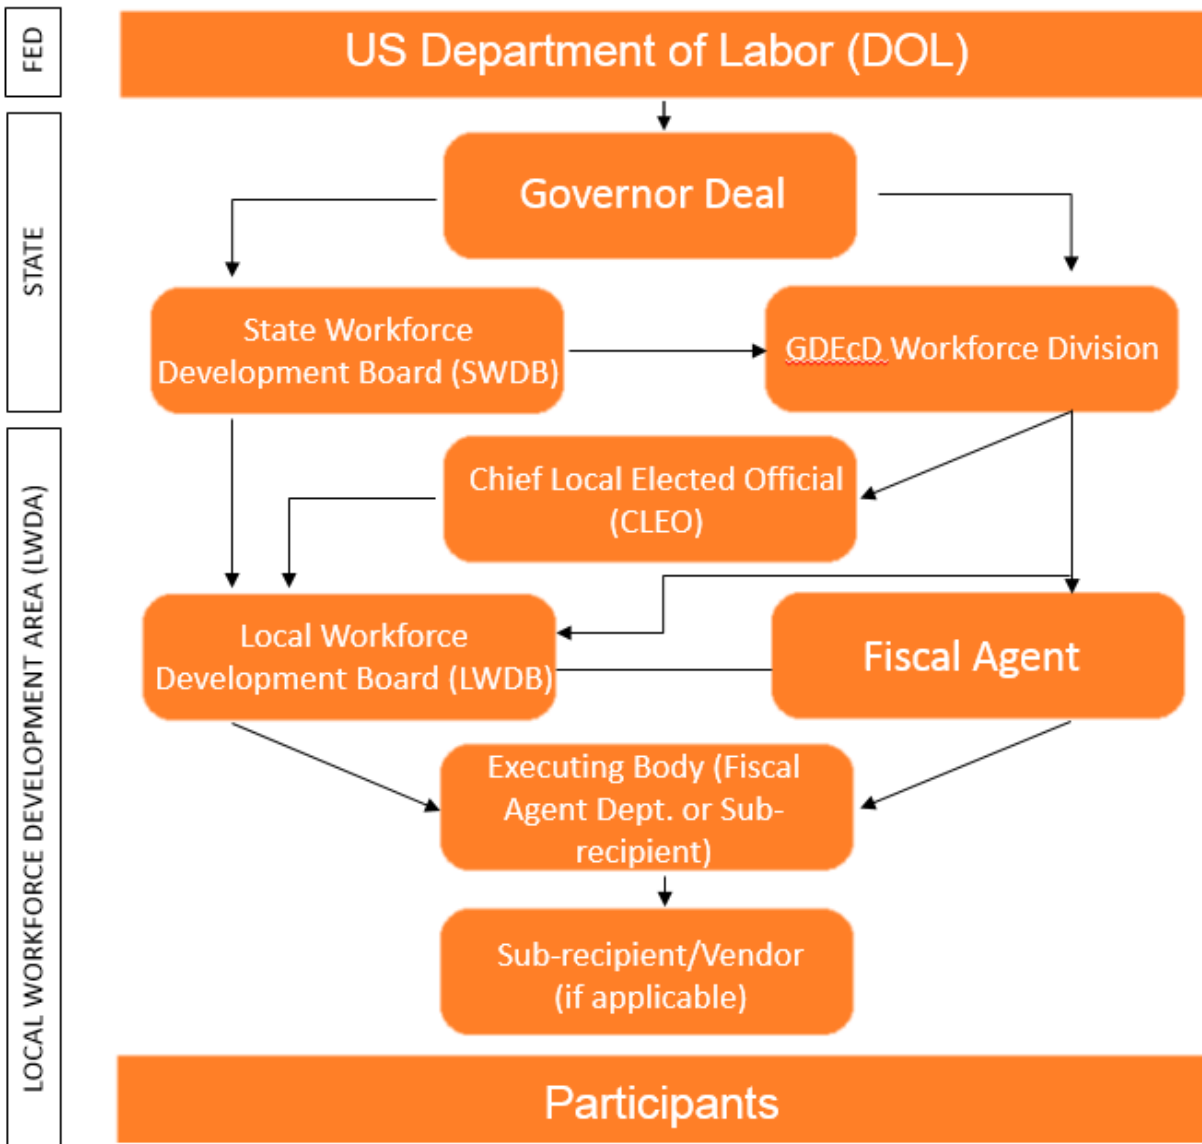 FED
US Department of Labor (DOL)
STATE
Governor Deal
State Workforce
Development Board (SWDB)
GDEcD Workforce Division
LOCAL WORKFORCE DEVELOPMENT AREA (LWDA)
Chief Local Elected Official
(CLEO)
Local Workforce
Development Board (LWDB)
Fiscal Agent
Executing Body (Fiscal
Agent Dept. or Sub-
recipient)
Sub-recipient/Vendor
(if applicable)
Participants